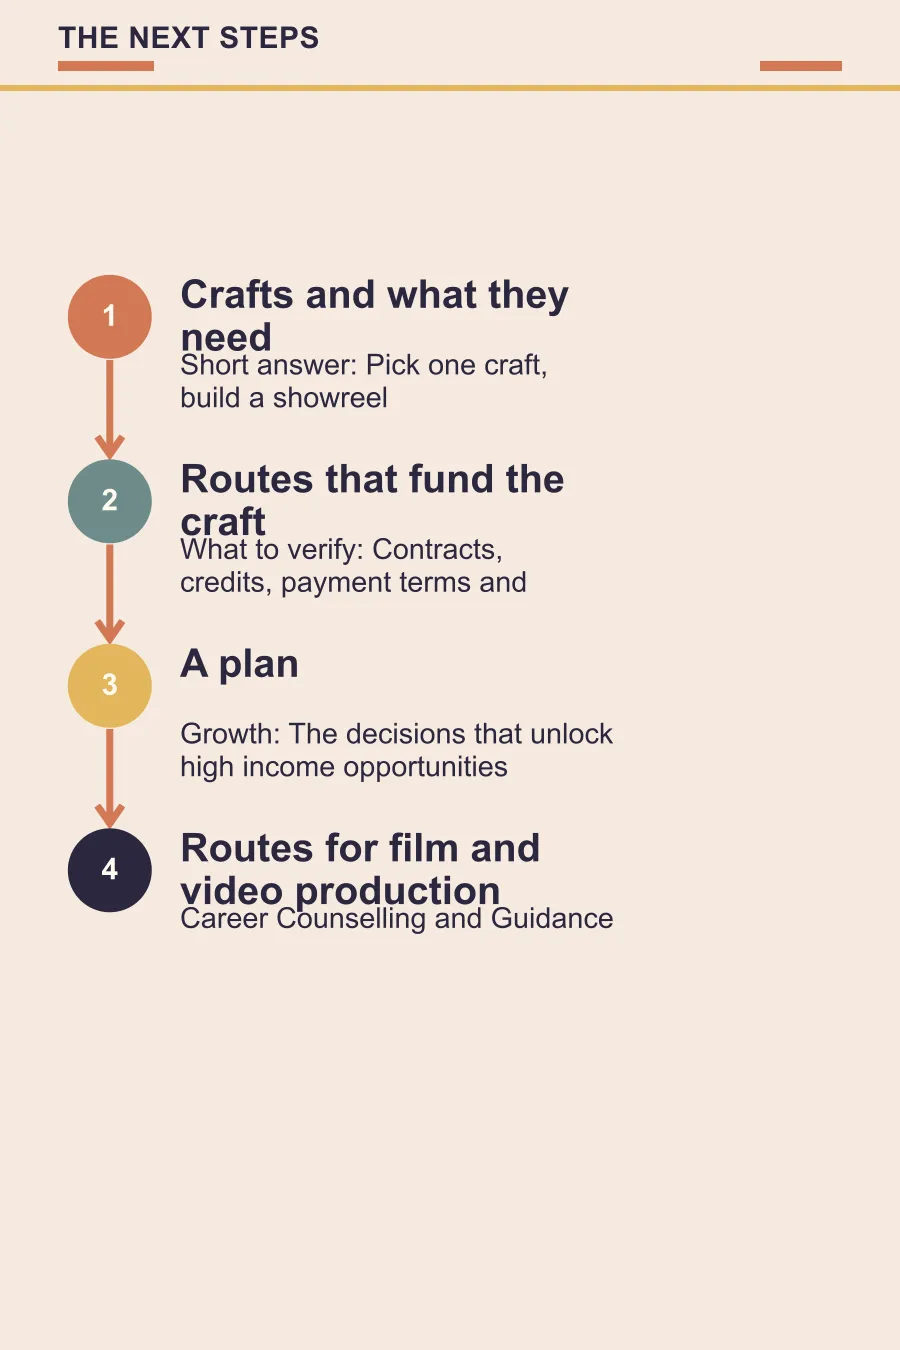 THE NEXT STEPS
1
Crafts and what they
need
Short answer: Pick one craft,
build a showreel
2
Routes that fund the
craft
What to verify: Contracts,
credits, payment terms and
3
A plan
Growth: The decisions that unlock
high income opportunities
4
Routes for film and
video production
Career Counselling and Guidance